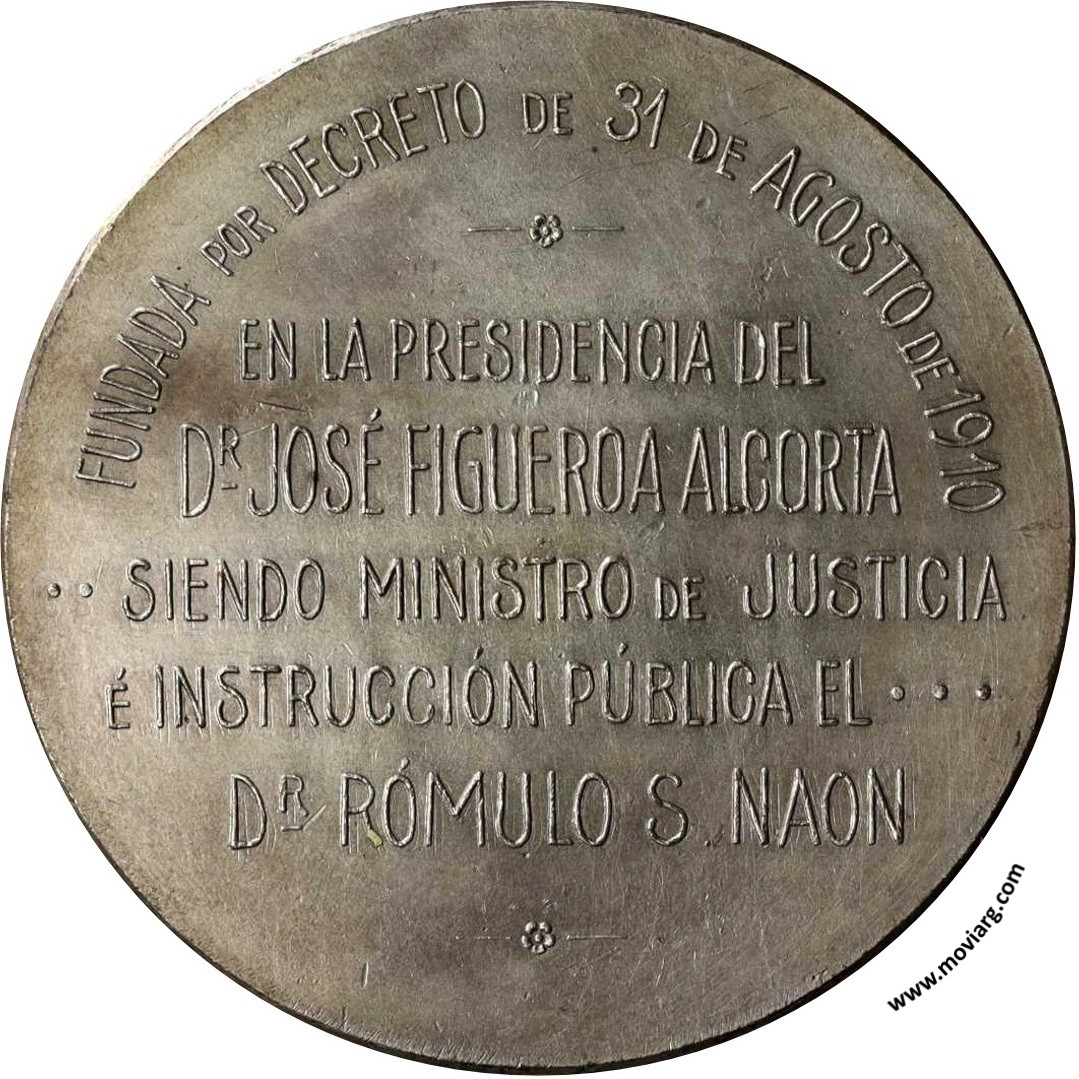 FUNDADA POR DECRETO DE 31 DE AGOSTO DE 1910
EN LA PRESIDENCIA DEL
DR JOSÉ FIGUEROA ALCORTA
·· SIENDO MINISTRO DE JUSTICIA
É INSTRUCCIÓN PÚBLICA EL ···
DR RÓMULO S. NAON
www.moviarg.com